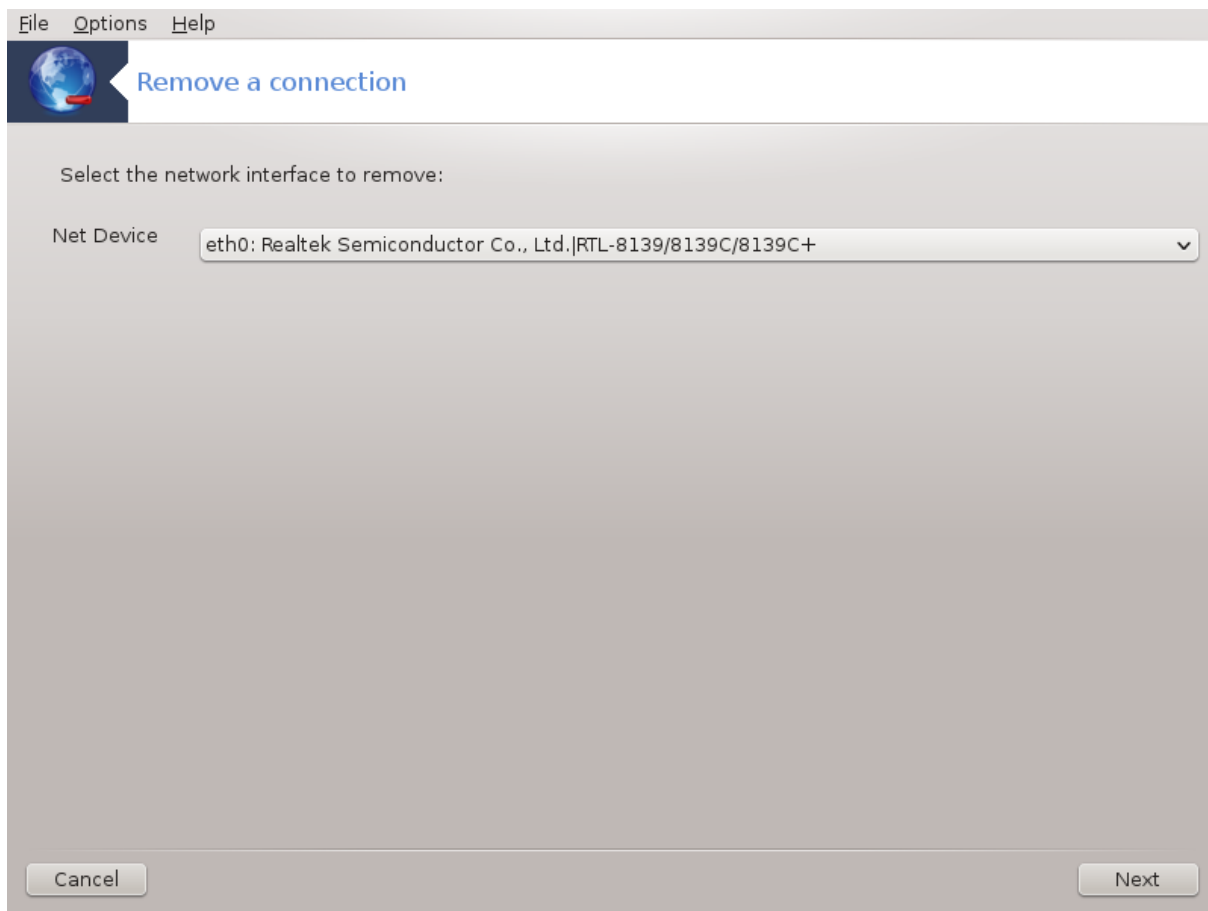 File Options Help
Remove a connection
Select the network interface to remove:
Net Device
eth0: Realtek Semiconductor Co., Ltd.|RTL-8139/8139C/8139C+
Cancel
Next